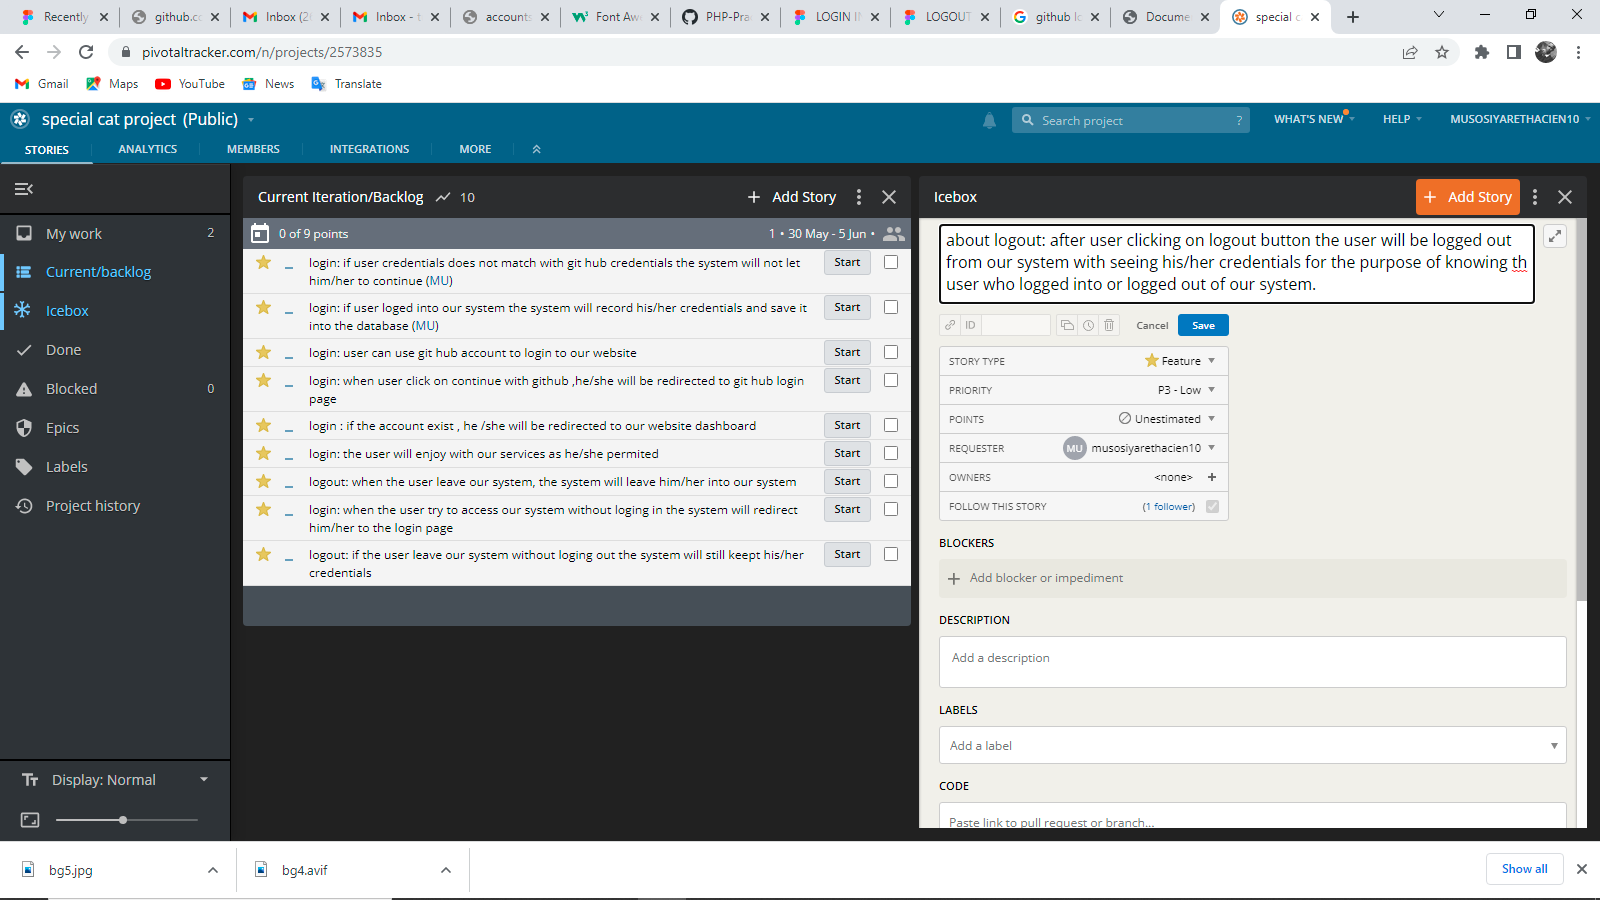 Recently
github.cc
Inbox (2(
Inbox - t
accounts
Font Aw
PHP-Pra
LOGIN I
LOGOUT
github Ic
Docume
special c
pivotaltracker.com/n/projects/2573835
Gmail
Maps
YouTube
News
Translate
special cat project (Public)
Search project
?
WHAT'S NEW
HELP
MUSOSIYARETHACIEN10
STORIES
ANALYTICS
MEMBERS
INTEGRATIONS
MORE
My work 2
Current/backlog
Icebox
Done
Blocked 0
Epics
Labels
Project history
Display: Normal
Current Iteration/Backlog 10
+ Add Story
0 of 9 points
1 • 30 May - 5 Jun •
login: if user credentials does not match with git hub credentials the system will not let
him/her to continue (MU)
Start
login: if user loged into our system the system will record his/her credentials and save it
into the database (MU)
Start
login: user can use git hub account to login to our website
Start
login: when user click on continue with github ,he/she will be redirected to git hub login
page
Start
login : if the account exist , he /she will be redirected to our website dashboard
Start
login: the user will enjoy with our services as he/she permited
Start
logout: when the user leave our system, the system will leave him/her into our system
Start
login: when the user try to access our system without loging in the system will redirect
him/her to the login page
Start
logout: if the user leave our system without loging out the system will still keept his/her
credentials
Start
Icebox
+ Add Story
about logout: after user clicking on logout button the user will be logged out
from our system with seeing his/her credentials for the purpose of knowing th
user who logged into or logged out of our system.
ID
Cancel
Save
STORY TYPE Feature
PRIORITY P3 - Low
POINTS Unestimated
REQUESTER MU musosiyarethacien10
OWNERS <none> +
FOLLOW THIS STORY (1 follower)
BLOCKERS
+ Add blocker or impediment
DESCRIPTION
Add a description
LABELS
Add a label
CODE
Paste link to pull request or branch...
bg5.jpg
bg4.avif
Show all